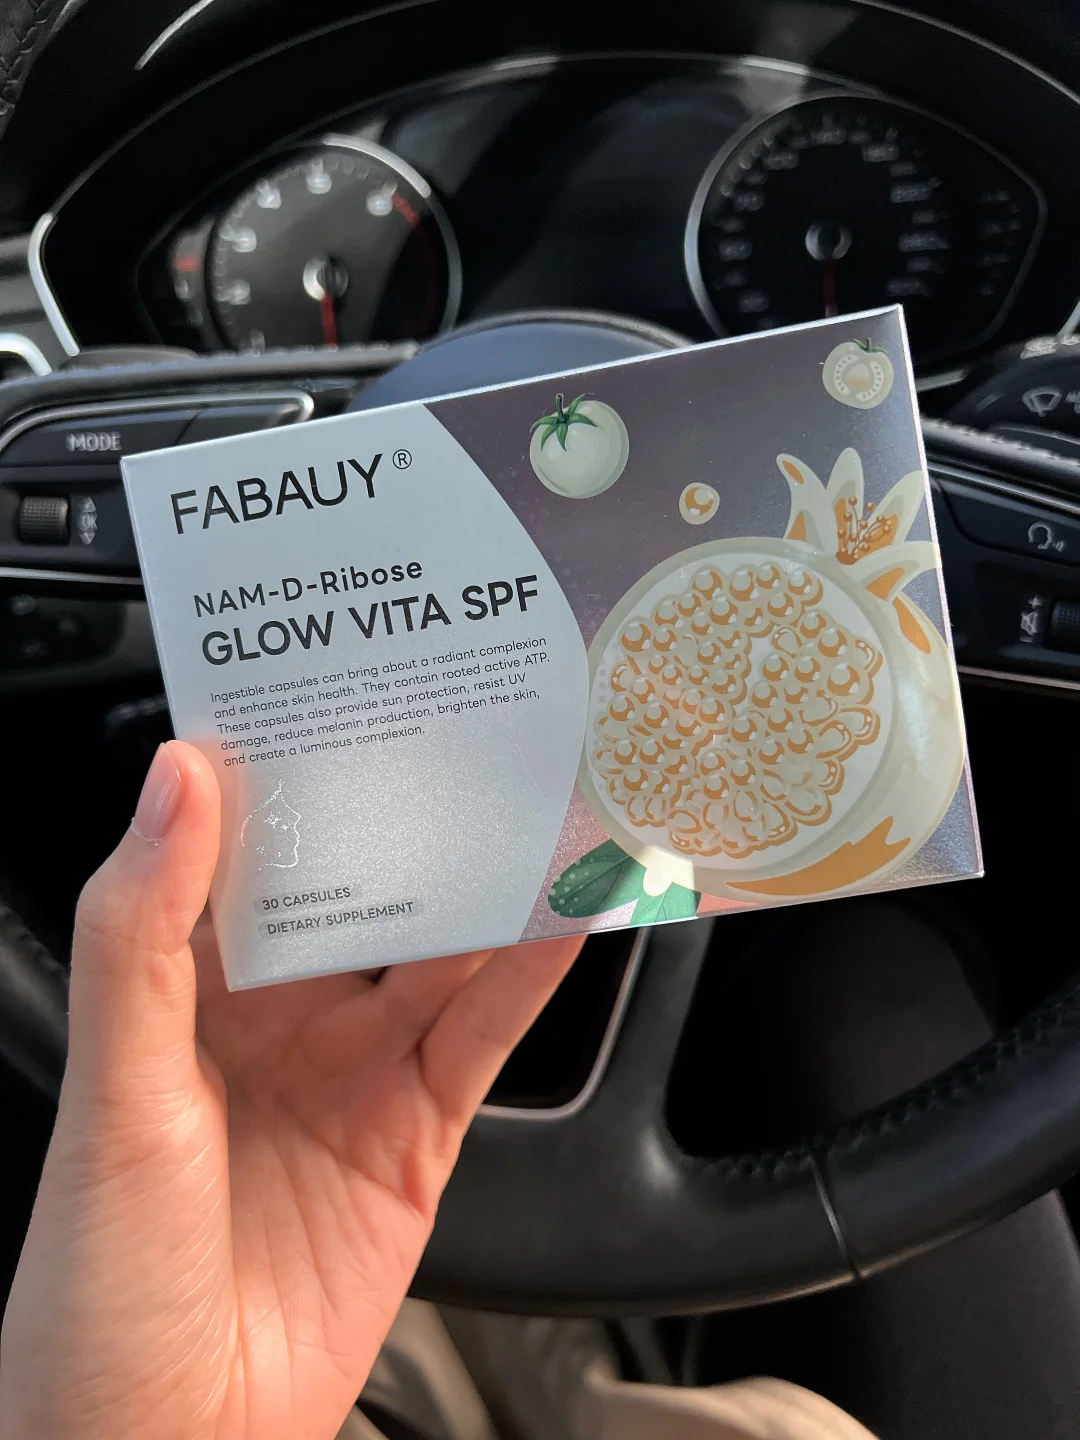 MODE
OK
FABAUY®
NAM-D-Ribose
GLOW VITA SPF
Ingestible capsules can bring about a radiant complexion
and enhance skin health. They contain rooted active ATP.
These capsules also provide sun protection, resist UV
damage, reduce melanin production, brighten the skin,
and create a luminous complexion.
30 CAPSULES
DIETARY SUPPLEMENT